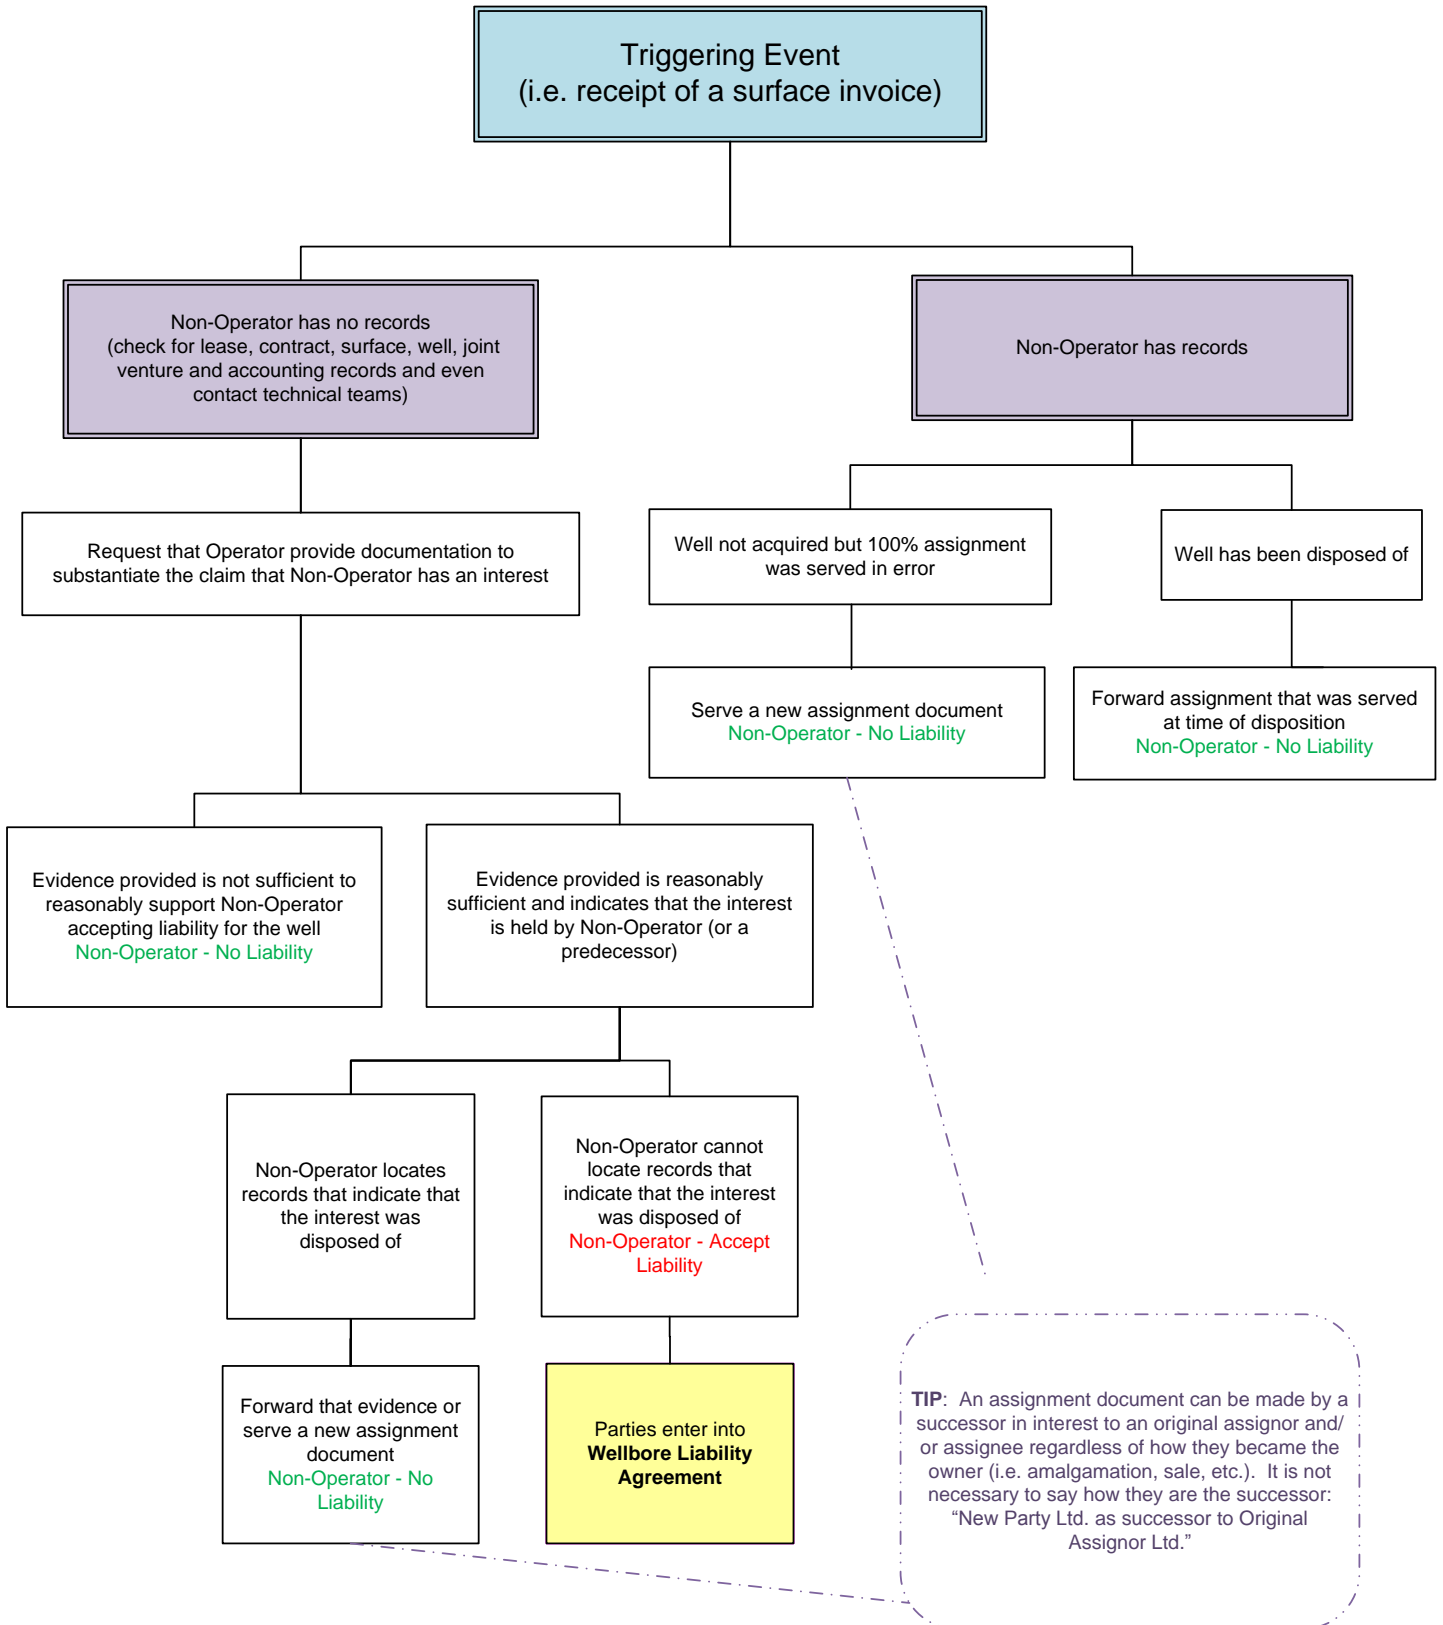 Triggering Event
(i.e. receipt of a surface invoice)
Non-Operator has no records
(check for lease, contract, surface, well, joint
venture and accounting records and even
contact technical teams)
Non-Operator has records
Request that Operator provide documentation to
substantiate the claim that Non-Operator has an interest
Well not acquired but 100% assignment
was served in error
Well has been disposed of
Serve a new assignment document
Non-Operator - No Liability
Forward assignment that was served
at time of disposition
Non-Operator - No Liability
Evidence provided is not sufficient to
reasonably support Non-Operator
accepting liability for the well
Non-Operator - No Liability
Evidence provided is reasonably
sufficient and indicates that the interest
is held by Non-Operator (or a
predecessor)
Non-Operator locates
records that indicate that
the interest was
disposed of
Non-Operator cannot
locate records that
indicate that the interest
was disposed of
Non-Operator - Accept
Liability
Forward that evidence or
serve a new assignment
document
Non-Operator - No
Liability
Parties enter into
Wellbore Liability
Agreement
TIP:  An assignment document can be made by a
successor in interest to an original assignor and/
or assignee regardless of how they became the
owner (i.e. amalgamation, sale, etc.).  It is not
necessary to say how they are the successor:
“New Party Ltd. as successor to Original
Assignor Ltd.”